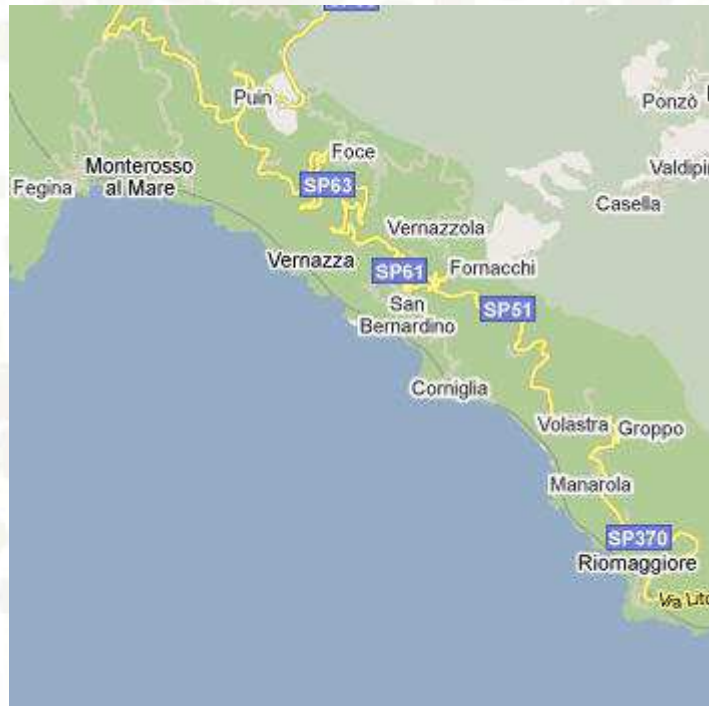 Puin
Ponzò
Foce
Monterosso
al Mare
Fegina
SP63
Casella
Vernazzola
Vernazza
SP61
Fornacchi
San
Bernardino
SP51
Corniglia
Volastra
Groppo
Manarola
SP370
Riomaggiore